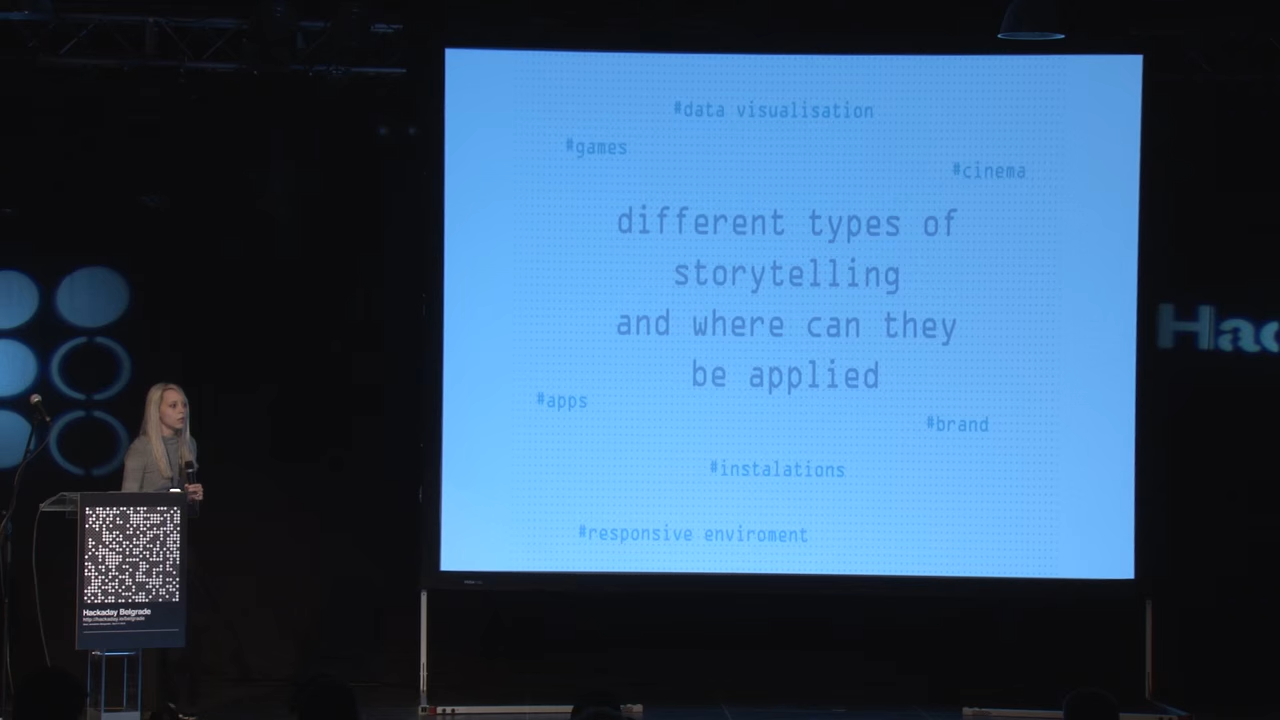 #data visualisation
#games
#cinema
different types of
storytelling
and where can they
be applied
#apps
#brand
#instalations
#responsive enviroment
Hac
Hackaday Belgrade
http://hackaday.io/belgrade